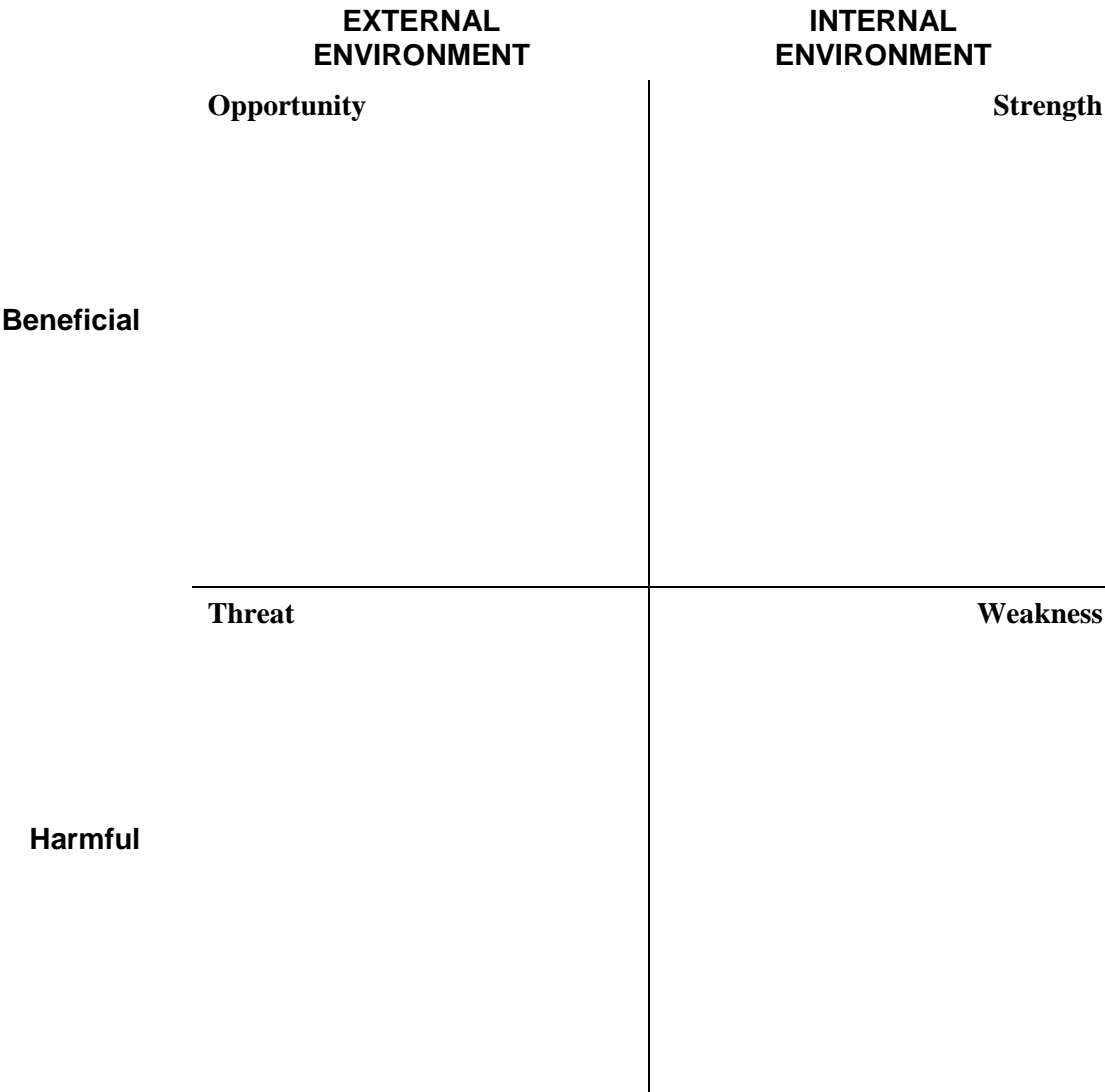 EXTERNAL
ENVIRONMENT
INTERNAL
ENVIRONMENT
Opportunity
Strength
Beneficial
Threat
Weakness
Harmful